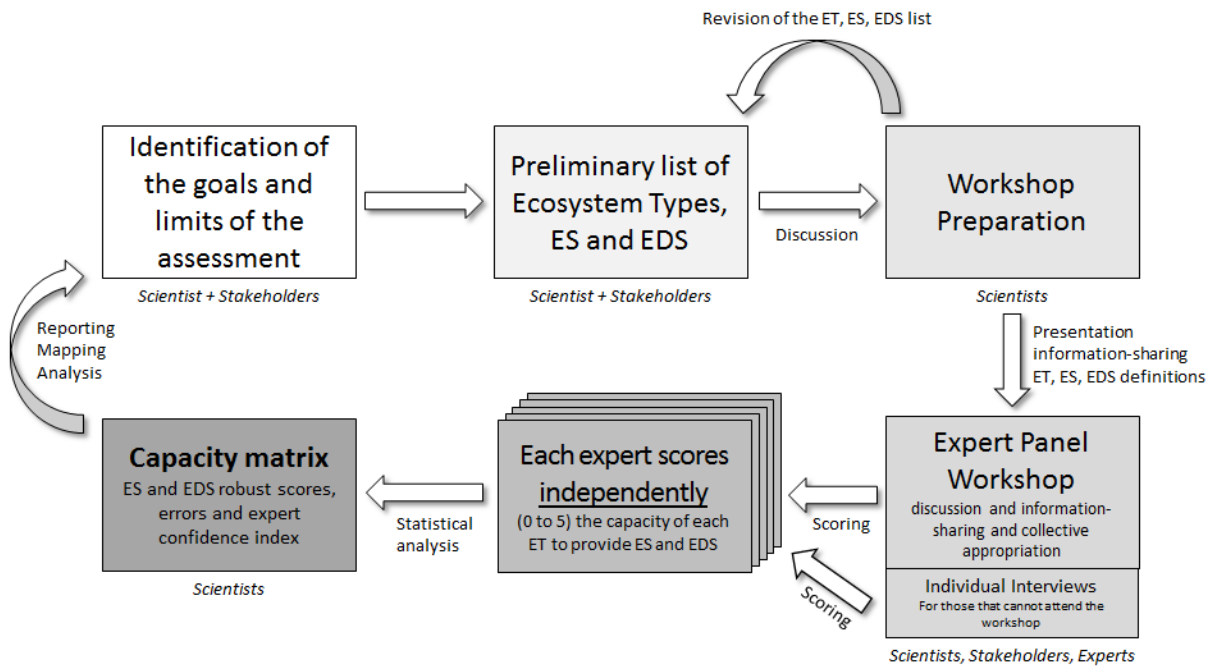 Revision of the ET, ES, EDS list
Identification of
the goals and
limits of the
assessment
Scientist + Stakeholders
Preliminary list of
Ecosystem Types,
ES and EDS
Scientist + Stakeholders
Discussion
Workshop
Preparation
Scientists
Presentation
information-sharing
ET, ES, EDS definitions
Expert Panel
Workshop
discussion and information-
sharing and collective
appropriation
Individual Interviews
For those that cannot attend the
workshop
Scientists, Stakeholders, Experts
Scoring
Scoring
Each expert scores
independently
(0 to 5) the capacity of each
ET to provide ES and EDS
Statistical
analysis
Capacity matrix
ES and EDS robust scores,
errors and expert
confidence index
Scientists
Reporting
Mapping
Analysis